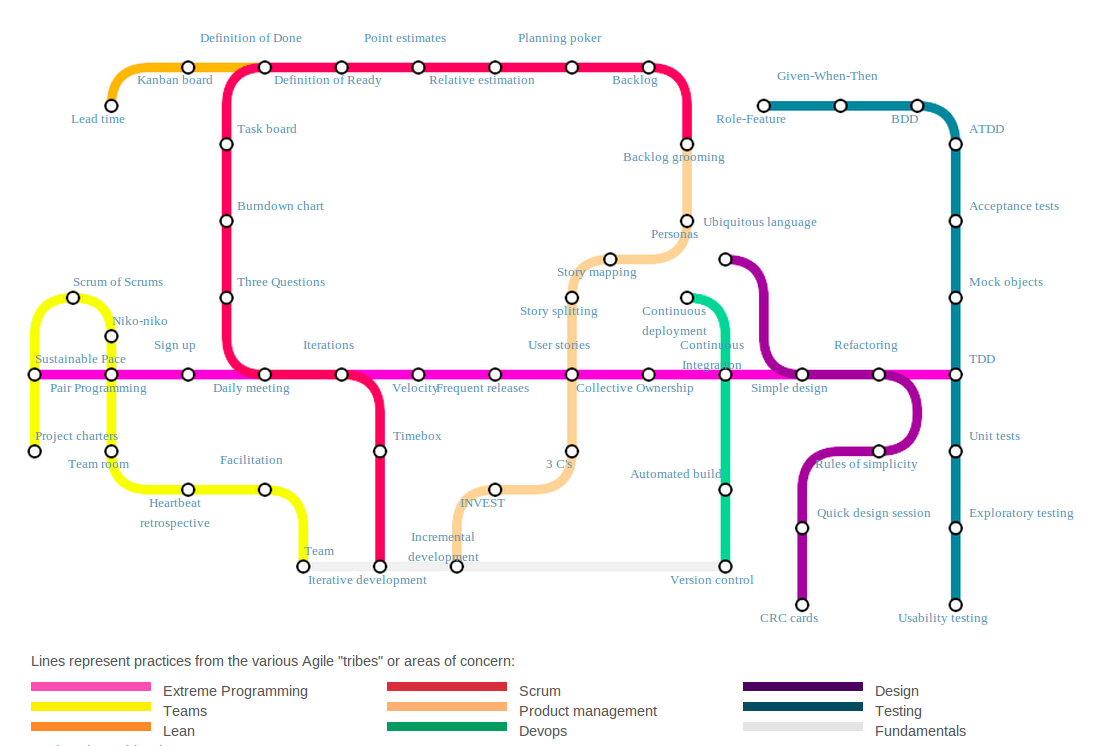 Definition of Done
Point estimates
Planning poker
Kanban board
Definition of Ready
Relative estimation
Backlog
Given-When-Then
Lead time
Role-Feature
BDD
Task board
ATDD
Backlog grooming
Burndown chart
Acceptance tests
Ubiquitous language
Personas
Story mapping
Scrum of Scrums
Three Questions
Mock objects
Story splitting
Continuous
deployment
Niko-niko
Sign up
Iterations
User stories
Continuous
Integration
Refactoring
Sustainable Pace
TDD
Pair Programming
Daily meeting
Velocity
Frequent releases
Collective Ownership
Simple design
Project charters
Timebox
Unit tests
Team room
Facilitation
3 C's
Rules of simplicity
Automated build
Heartbeat
retrospective
INVEST
Quick design session
Exploratory testing
Incremental
development
Team
Iterative development
Version control
CRC cards
Usability testing
Lines represent practices from the various Agile "tribes" or areas of concern:
Extreme Programming
Scrum
Design
Teams
Product management
Testing
Lean
Devops
Fundamentals